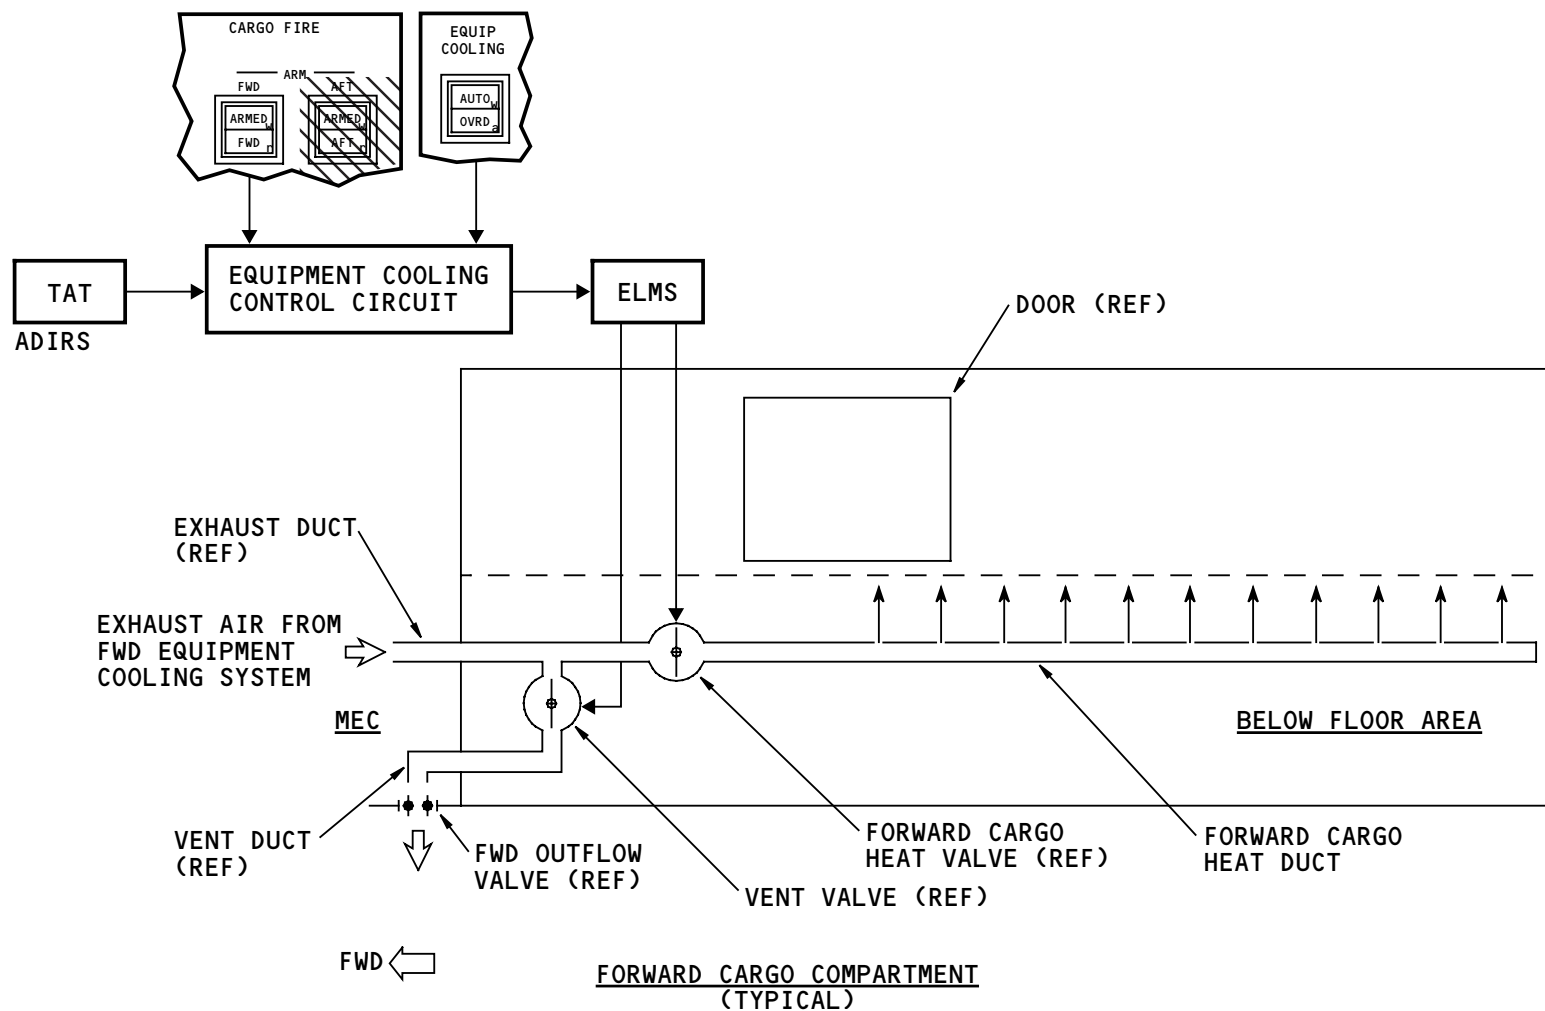 CARGO FIRE
ARM
FWD
AFT
ARMED w
FWD r
ARMED w
AFT r
EQUIP
COOLING
AUTO w
OVRD a
TAT
ADIRS
EQUIPMENT COOLING
CONTROL CIRCUIT
ELMS
DOOR (REF)
EXHAUST DUCT
(REF)
EXHAUST AIR FROM
FWD EQUIPMENT
COOLING SYSTEM
MEC
BELOW FLOOR AREA
VENT DUCT
(REF)
FWD OUTFLOW
VALVE (REF)
VENT VALVE (REF)
FORWARD CARGO
HEAT VALVE (REF)
FORWARD CARGO
HEAT DUCT
FWD
FORWARD CARGO COMPARTMENT
(TYPICAL)